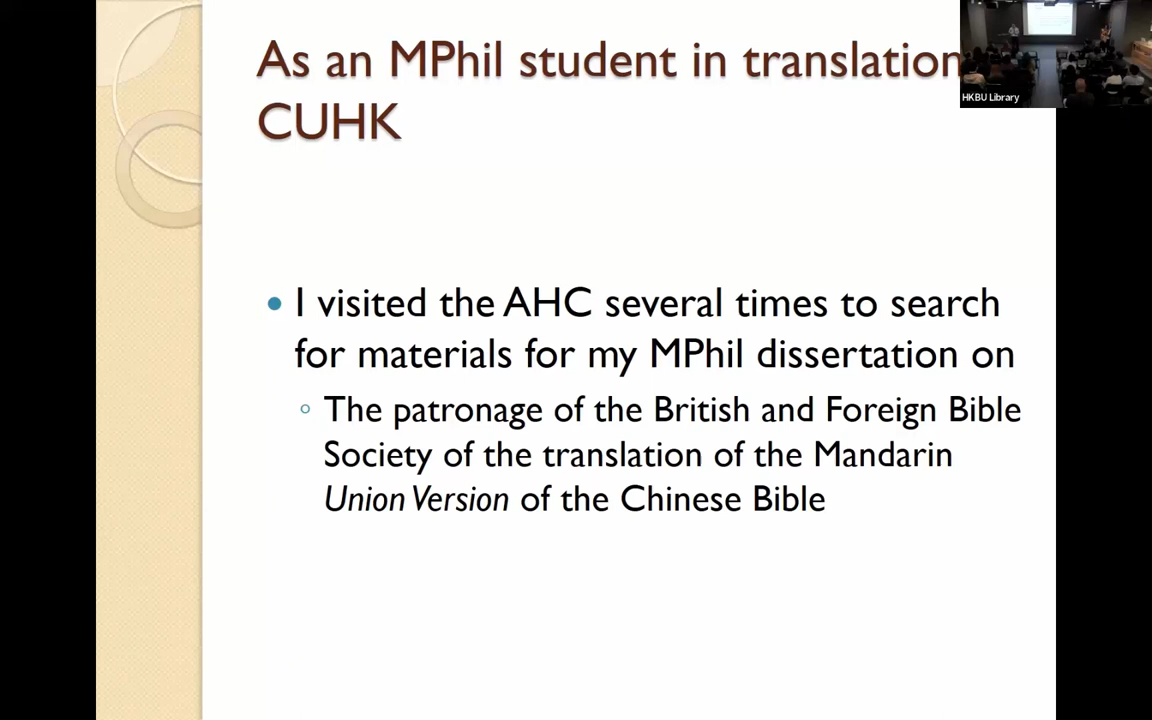 As an MPhil student in translation
CUHK
HKBU Library
• I visited the AHC several times to search
for materials for my MPhil dissertation on
◦ The patronage of the British and Foreign Bible
Society of the translation of the Mandarin
Union Version of the Chinese Bible